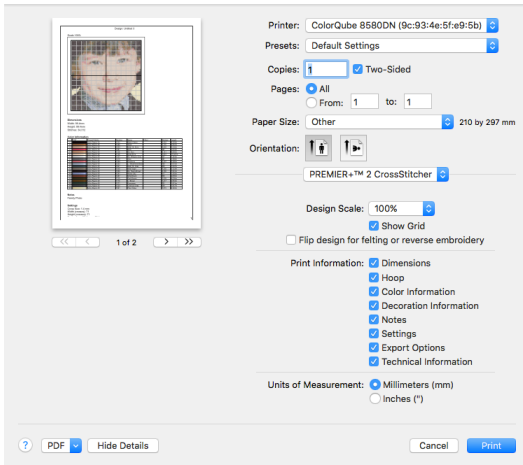 Printer: ColorQube 8580DN (9c:93:4e:5f:e9:5b)
Presets: Default Settings
Copies: 1 Two-Sided
Pages: All
From: 1 to: 1
Paper Size: Other 210 by 297 mm
Orientation:
PREMIER+™ 2 CrossStitcher
Design Scale: 100%
Show Grid
Flip design for felting or reverse embroidery
<< < 1 of 2 > >>
Print Information: Dimensions
Hoop
Color Information
Decoration Information
Notes
Settings
Export Options
Technical Information
Units of Measurement: Millimeters (mm)
Inches (")
? PDF Hide Details Cancel Print